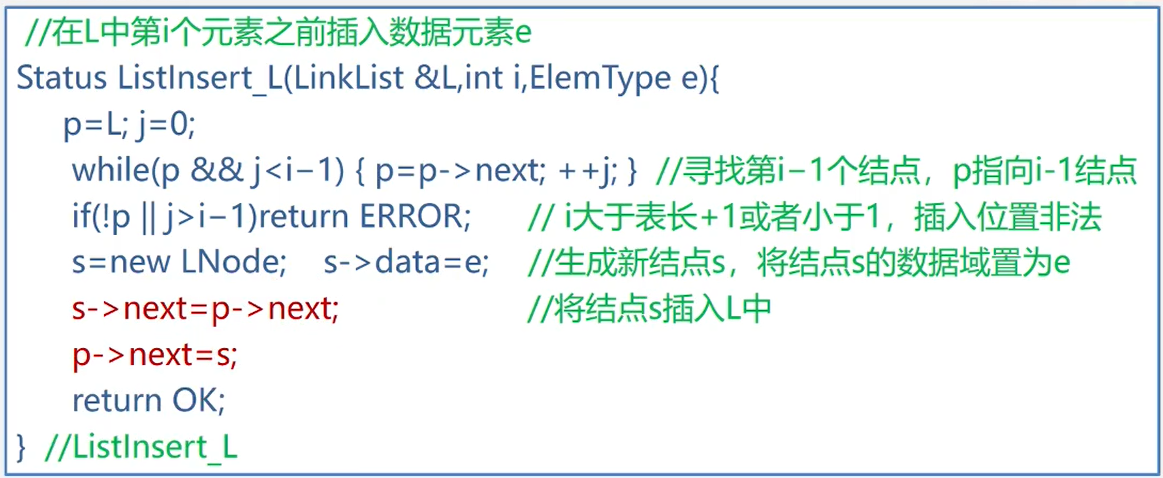 //在L中第i个元素之前插入数据元素e
Status ListInsert_L(LinkList &L,int i,ElemType e){
p=L; j=0;
while(p && j<i−1) { p=p->next; ++j; } //寻找第i−1个结点，p指向i-1结点
if(!p || j>i−1)return ERROR; // i大于表长+1或者小于1，插入位置非法
s=new LNode; s->data=e; //生成新结点s，将结点s的数据域置为e
s->next=p->next; //将结点s插入L中
p->next=s;
return OK;
} //ListInsert_L